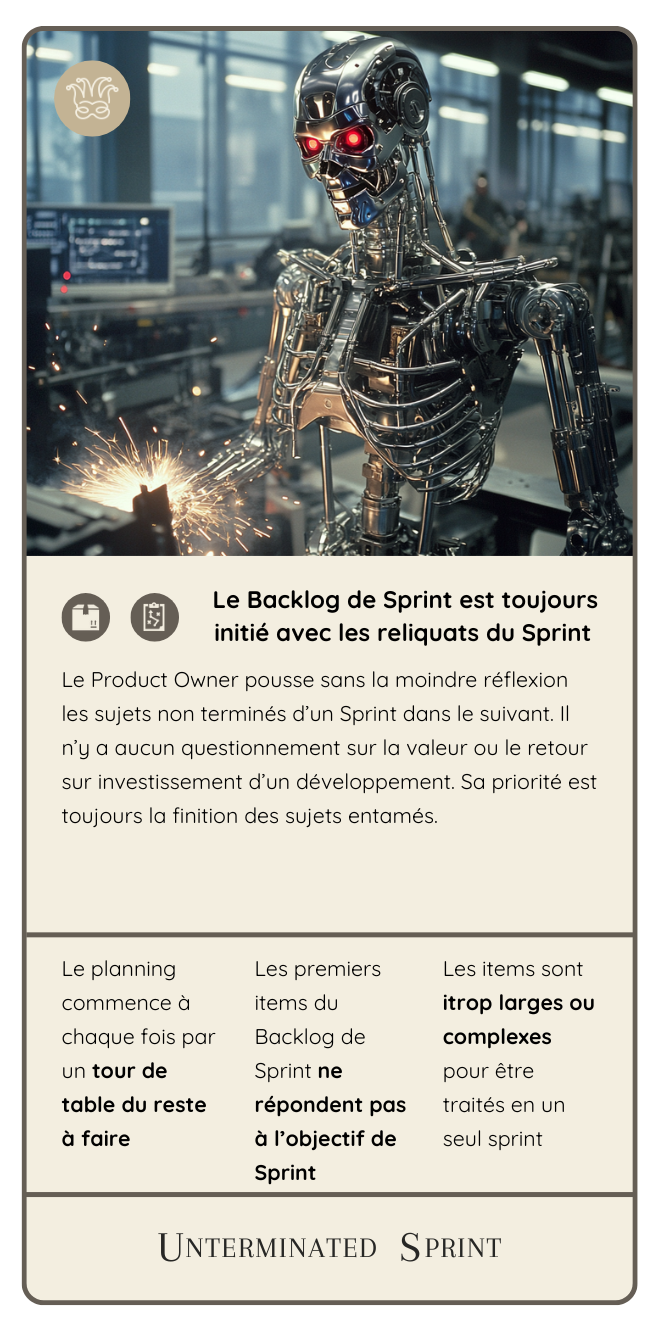 Le Backlog de Sprint est toujours
initié avec les reliquats du Sprint
Le Product Owner pousse sans la moindre réflexion
les sujets non terminés d'un Sprint dans le suivant. Il
n'y a aucun questionnement sur la valeur ou le retour
sur investissement d'un développement. Sa priorité est
toujours la finition des sujets entamés.
Le planning
commence à
chaque fois par
un tour de
table du reste
à faire
Les premiers
items du
Backlog de
Sprint ne
répondent pas
à l'objectif de
Sprint
Les items sont
itrop larges ou
complexes
pour être
traités en un
seul sprint
UNTERMINATED SPRINT